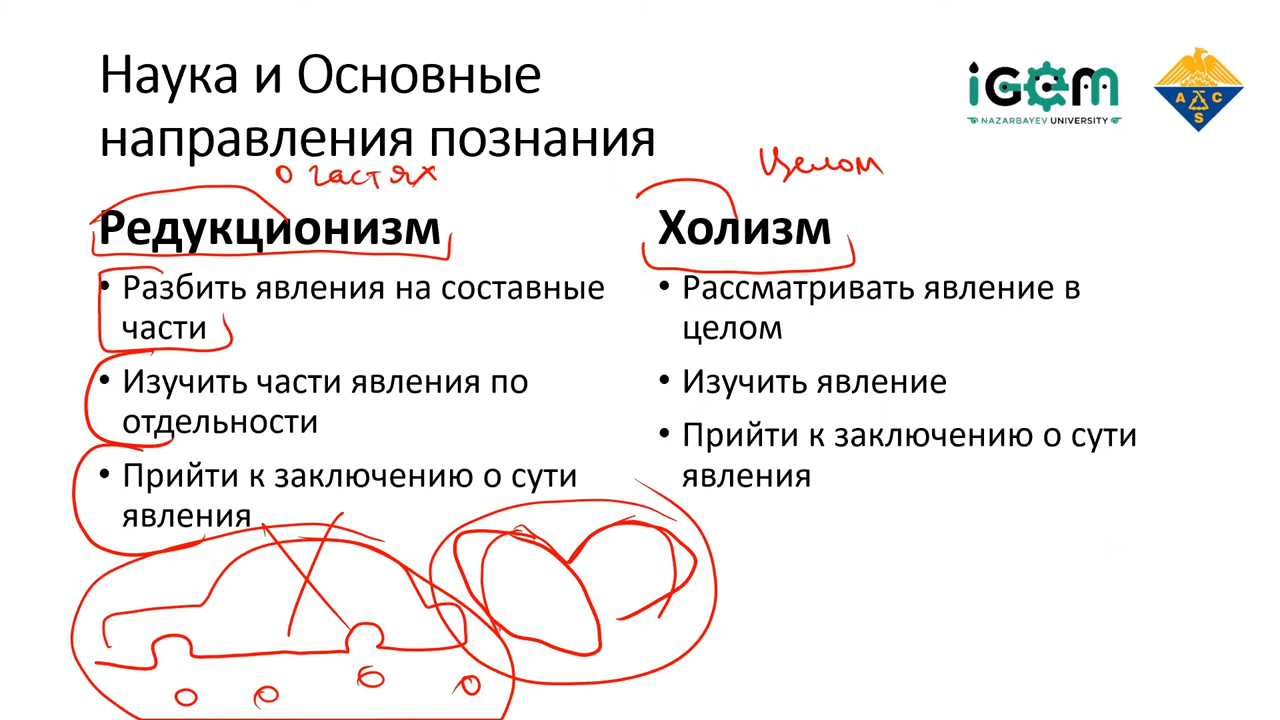 Наука и Основные
направления познания
iGem
NAZARBAYEV UNIVERSITY
A C
S
о частях
Редукционизм
• Разбить явления на составные
части
• Изучить части явления по
отдельности
• Прийти к заключению о сути
явления
Целом
Холизм
• Рассматривать явление в
целом
• Изучить явление
• Прийти к заключению о сути
явления